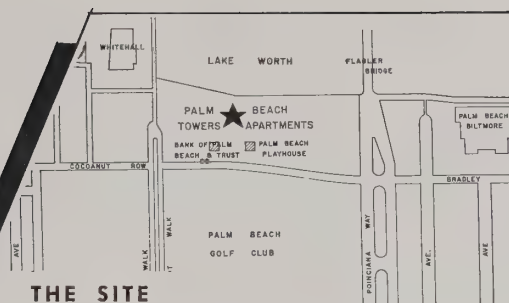 WHITEHALL
LAKE WORTH
FLAGLER
BRIDGE
PALM BEACH
TOWERS APARTMENTS
PALM BEACH
BILTMORE
BANK OF PALM
BEACH & TRUST
CO.
PALM BEACH
PLAYHOUSE
COCOANUT ROW
BRADLEY
WALK
WALK
PALM BEACH
GOLF CLUB
POINCIANA WAY
AVE
AVE.
AVE
THE SITE